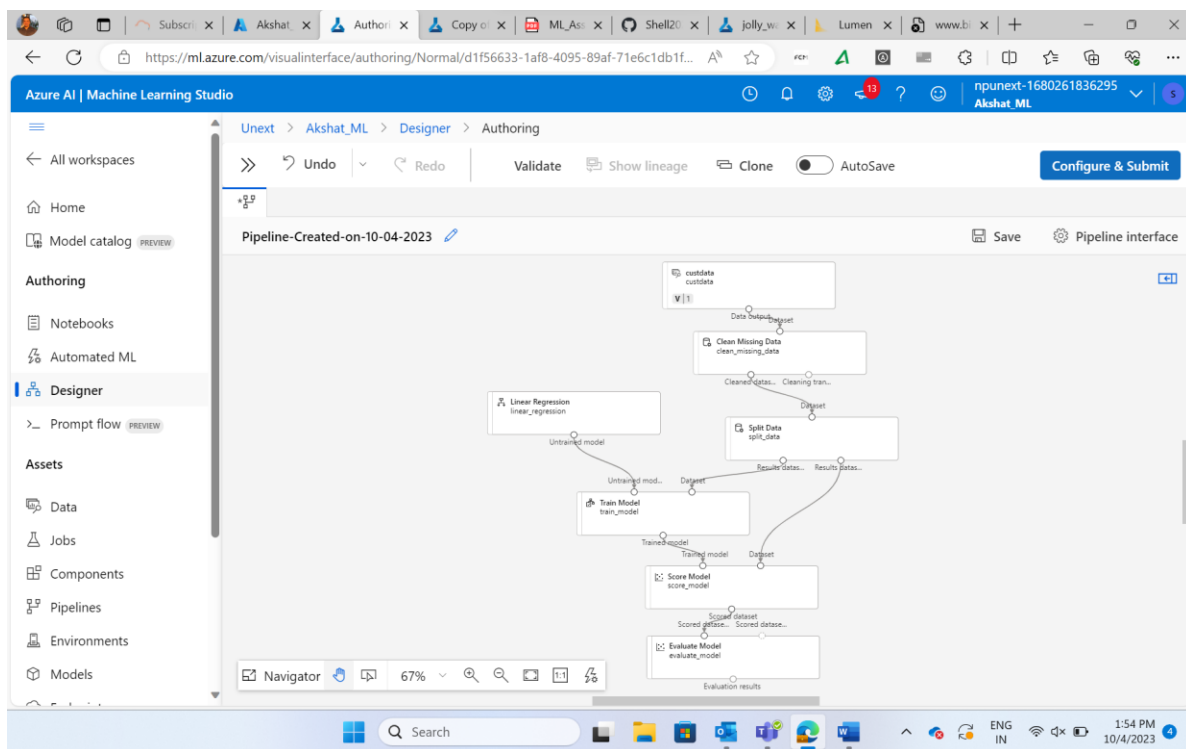 Subscri
Akshat_
Authori
Copy of
ML_Ass
Shell20
jolly_wa
Lumen
www.bi
https://ml.azure.com/visualinterface/authoring/Normal/d1f56633-1af8-4095-89af-71e6c1db1f...
Azure AI | Machine Learning Studio
13
npunext-1680261836295
Akshat_ML
S
All workspaces
Home
Model catalog PREVIEW
Authoring
Notebooks
Automated ML
Designer
Prompt flow PREVIEW
Assets
Data
Jobs
Components
Pipelines
Environments
Models
Unext > Akshat_ML > Designer > Authoring
Undo
Redo
Validate
Show lineage
Clone
AutoSave
Configure & Submit
Pipeline-Created-on-10-04-2023
Save
Pipeline interface
custdata
custdata
V | 1
Data output
Dataset
Clean Missing Data
clean_missing_data
Cleaned datas...
Cleaning tran...
Linear Regression
linear_regression
Untrained model
Dataset
Split Data
split_data
Results datas...
Results datas...
Untrained mod...
Dataset
Train Model
train_model
Trained model
Trained model
Dataset
Score Model
score_model
Scored dataset
Scored datase...
Scored datase...
Evaluate Model
evaluate_model
Evaluation results
Navigator
67%
1:1
Search
ENG
IN
1:54 PM
10/4/2023
4